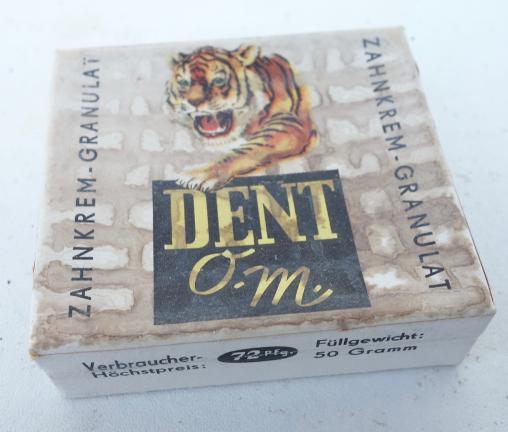 ZAHNKREM-GRANULAT
DENT
O.m.
ZAHNKREM-GRANULAT
Verbraucher-
Höchstpreis:
72 Pfg.
Füllgewicht:
50 Gramm